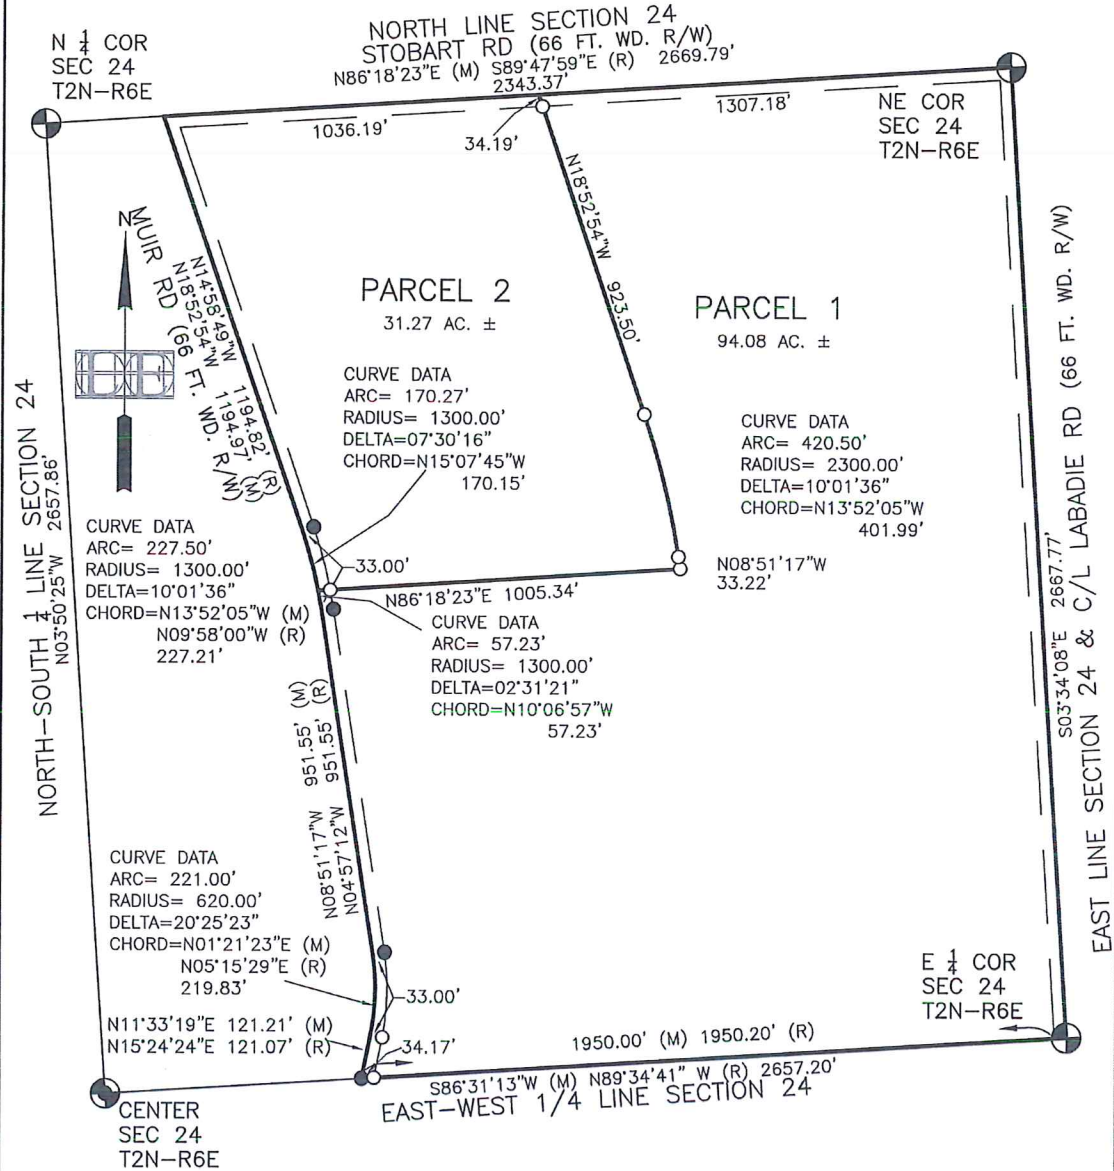 NORTH LINE SECTION 24
STOBART RD (66 FT. WD. R/W)
N86°18'23"E (M) S89°47'59"E (R) 2669.79'
2343.37'
N 1/4 COR
SEC 24
T2N-R6E
1036.19'
34.19'
1307.18'
NE COR
SEC 24
T2N-R6E
N
MUIR RD (66 FT. WD. R/W)
N14°58'49"W 1194.82' (R)
N18°52'54"W 1194.97' (M)
N18°52'54"W 923.50'
PARCEL 2
31.27 AC. ±
PARCEL 1
94.08 AC. ±
CURVE DATA
ARC= 170.27'
RADIUS= 1300.00'
DELTA=07°30'16"
CHORD=N15°07'45"W
170.15'
CURVE DATA
ARC= 420.50'
RADIUS= 2300.00'
DELTA=10°01'36"
CHORD=N13°52'05"W
401.99'
NORTH-SOUTH 1/4 LINE SECTION 24
N03°50'25"W 2657.86'
CURVE DATA
ARC= 227.50'
RADIUS= 1300.00'
DELTA=10°01'36"
CHORD=N13°52'05"W (M)
N09°58'00"W (R)
227.21'
33.00'
N86°18'23"E 1005.34'
N08°51'17"W
33.22'
CURVE DATA
ARC= 57.23'
RADIUS= 1300.00'
DELTA=02°31'21"
CHORD=N10°06'57"W
57.23'
S03°34'08"E 2667.77'
EAST LINE SECTION 24 & C/L LABADIE RD (66 FT. WD. R/W)
N08°51'17"W 951.55' (M)
N04°57'12"W 951.55' (R)
CURVE DATA
ARC= 221.00'
RADIUS= 620.00'
DELTA=20°25'23"
CHORD=N01°21'23"E (M)
N05°15'29"E (R)
219.83'
33.00'
N11°33'19"E 121.21' (M)
N15°24'24"E 121.07' (R)
34.17'
E 1/4 COR
SEC 24
T2N-R6E
1950.00' (M) 1950.20' (R)
S86°31'13"W (M) N89°34'41" W (R) 2657.20'
EAST-WEST 1/4 LINE SECTION 24
CENTER
SEC 24
T2N-R6E